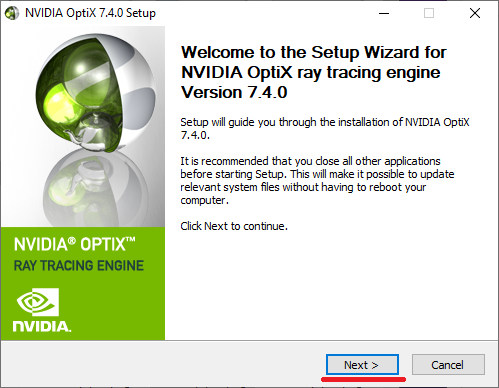 NVIDIA OptiX 7.4.0 Setup
Welcome to the Setup Wizard for
NVIDIA OptiX ray tracing engine
Version 7.4.0
Setup will guide you through the installation of NVIDIA OptiX
7.4.0.
It is recommended that you close all other applications
before starting Setup. This will make it possible to update
relevant system files without having to reboot your
computer.
Click Next to continue.
NVIDIA® OPTIX™
RAY TRACING ENGINE
NVIDIA.
Next >
Cancel